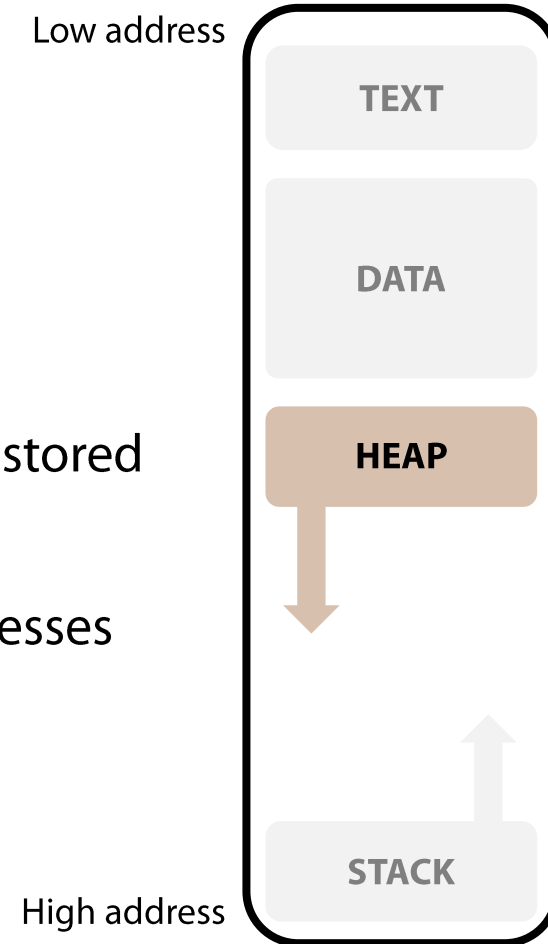 Low address
TEXT
DATA
stored
HEAP
esses
STACK
High address